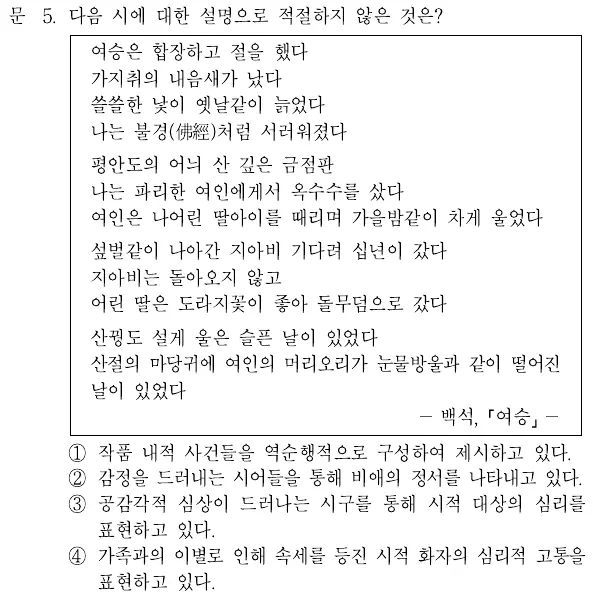 문 5. 다음 시에 대한 설명으로 적절하지 않은 것은?
여승은 합장하고 절을 했다
가지취의 내음새가 났다
쓸쓸한 낯이 옛날같이 늙었다
나는 불경(佛經)처럼 서러워졌다
평안도의 어늬 산 깊은 금점판
나는 파리한 여인에게서 옥수수를 샀다
여인은 나어린 딸아이를 때리며 가을밤같이 차게 울었다
섶벌같이 나아간 지아비 기다려 십년이 갔다
지아비는 돌아오지 않고
어린 딸은 도라지꽃이 좋아 돌무덤으로 갔다
산꿩도 설게 울은 슬픈 날이 있었다
산절의 마당귀에 여인의 머리오리가 눈물방울과 같이 떨어진
날이 있었다
- 백석, 「여승」 -
① 작품 내적 사건들을 역순행적으로 구성하여 제시하고 있다.
② 감정을 드러내는 시어들을 통해 비애의 정서를 나타내고 있다.
③ 공감각적 심상이 드러나는 시구를 통해 시적 대상의 심리를
표현하고 있다.
④ 가족과의 이별로 인해 속세를 등진 시적 화자의 심리적 고통을
표현하고 있다.